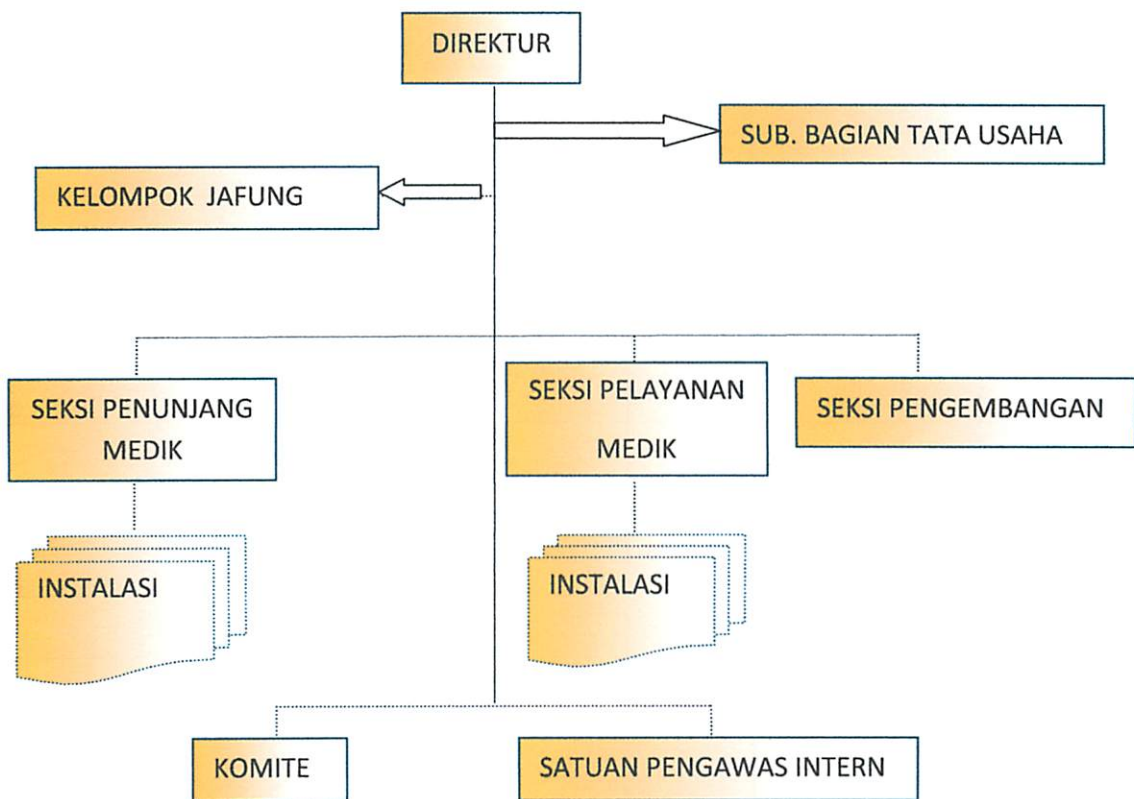 DIREKTUR
SUB. BAGIAN TATA USAHA
KELOMPOK JAFUNG
SEKSI PENUNJANG
MEDIK
SEKSI PELAYANAN
MEDIK
SEKSI PENGEMBANGAN
INSTALASI
INSTALASI
KOMITE
SATUAN PENGAWAS INTERN